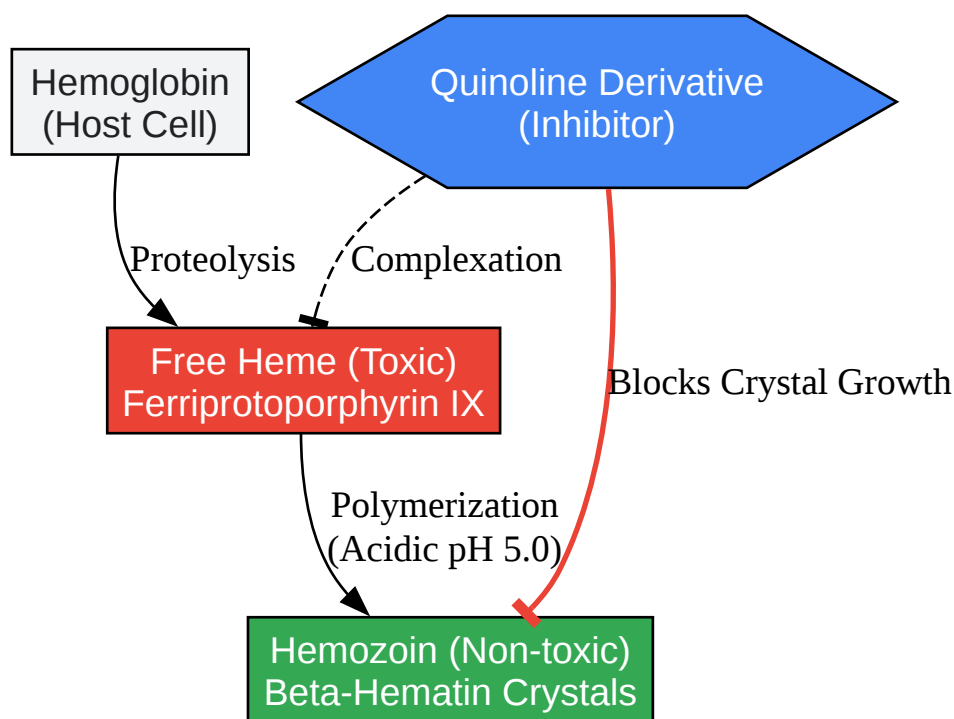 Hemoglobin
(Host Cell)
Quinoline Derivative
(Inhibitor)
Proteolysis
Complexation
Free Heme (Toxic)
Ferriprotoporphyrin IX
Blocks Crystal Growth
Polymerization
(Acidic pH 5.0)
Hemozoin (Non-toxic)
Beta-Hematin Crystals